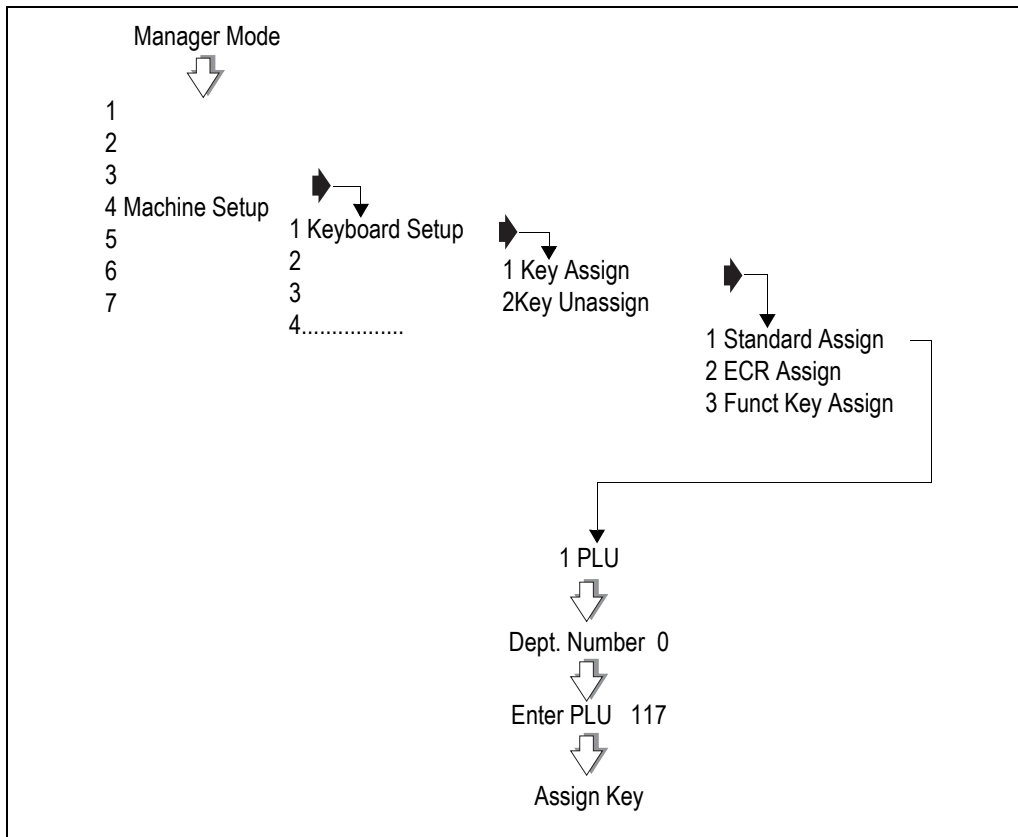 Manager Mode
1
2
3
4 Machine Setup
5
6
7
1 Keyboard Setup
2
3
4.................
1 Key Assign
2Key Unassign
1 Standard Assign
2 ECR Assign
3 Funct Key Assign
1 PLU
Dept. Number 0
Enter PLU 117
Assign Key